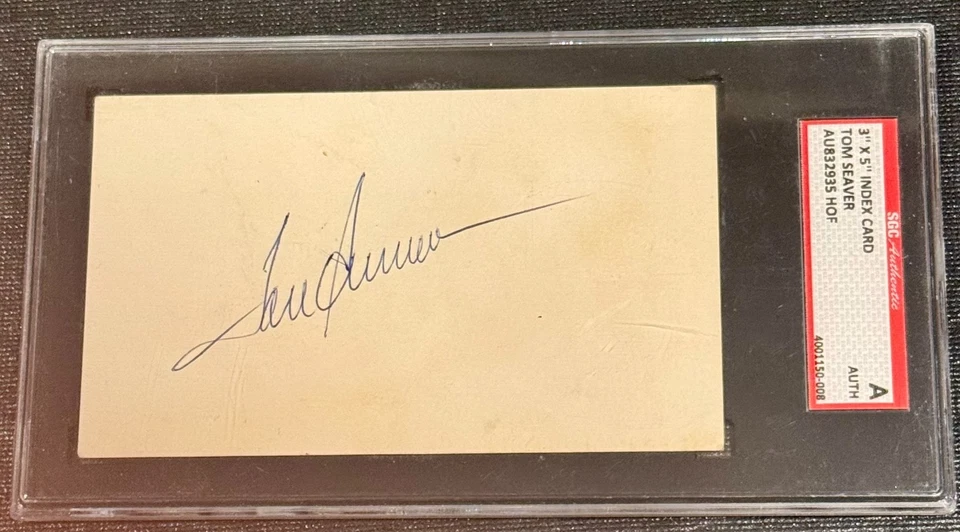 Tom Seaver
3" X 5" INDEX CARD
TOM SEAVER
AU832935 HOF
SGC Authentic
A
AUTH
4001150-008